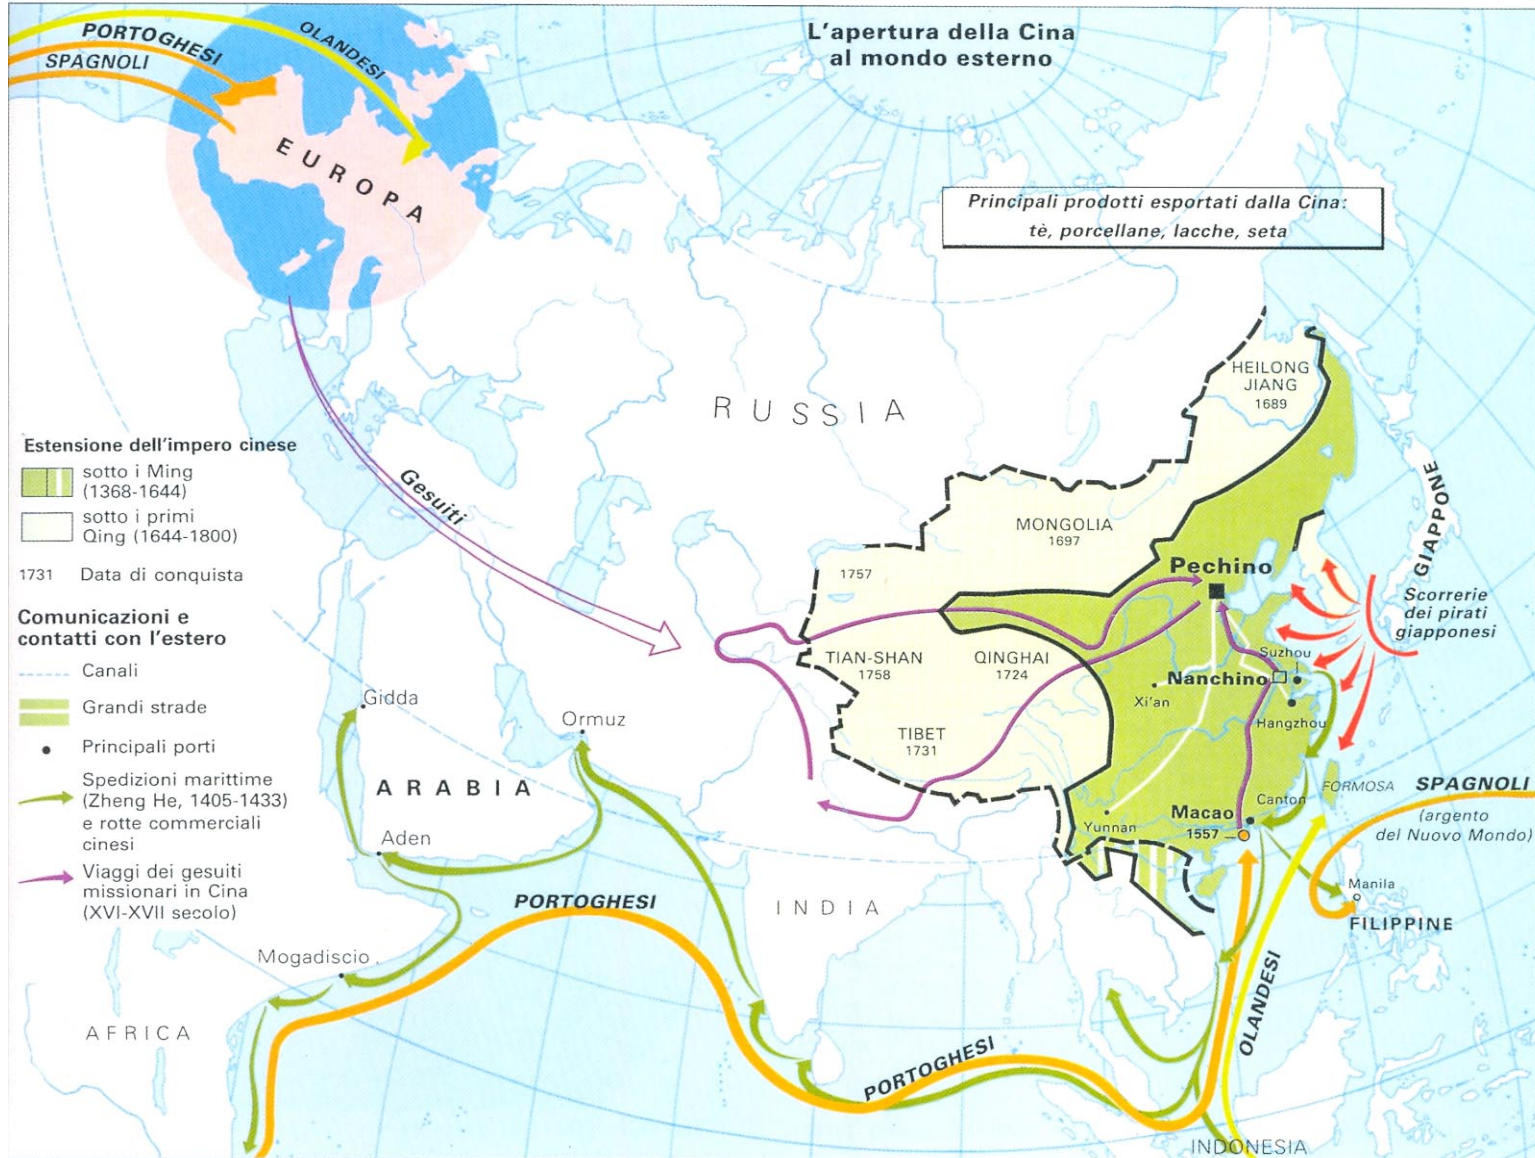 L'apertura della Cina
al mondo esterno
PORTOGHESI
SPAGNOLI
OLANDESI
EUROPA
Principali prodotti esportati dalla Cina:
tè, porcellane, lacche, seta
RUSSIA
HEILONG
JIANG
1689
Estensione dell'impero cinese
sotto i Ming
(1368-1644)
sotto i primi
Qing (1644-1800)
1731 Data di conquista
Comunicazioni e
contatti con l'estero
Canali
Grandi strade
Principali porti
Spedizioni marittime
(Zheng He, 1405-1433)
e rotte commerciali
cinesi
Viaggi dei gesuiti
missionari in Cina
(XVI-XVII secolo)
Gesuiti
MONGOLIA
1697
1757
Pechino
GIAPPONE
Scorrerie
dei pirati
giapponesi
TIAN-SHAN
1758
QINGHAI
1724
Suzhou
Nanchino
Xi'an
Hangzhou
TIBET
1731
Gidda
Ormuz
ARABIA
Aden
FORMOSA
SPAGNOLI
(argento
del Nuovo Mondo)
Macao
1557
Canton
Yunnan
Manila
FILIPPINE
PORTOGHESI
INDIA
Mogadiscio
AFRICA
OLANDESI
PORTOGHESI
INDONESIA